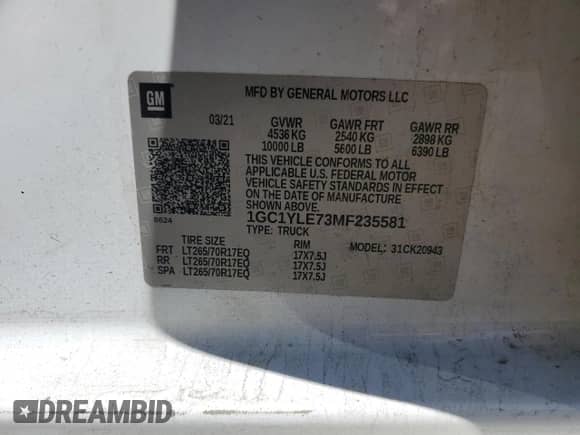 GM
MFD BY GENERAL MOTORS LLC
03/21 GVWR GAWR FRT GAWR RR
4536 KG 2540 KG 2898 KG
10000 LB 5600 LB 6390 LB
THIS VEHICLE CONFORMS TO ALL
APPLICABLE U.S. FEDERAL MOTOR
VEHICLE SAFETY STANDARDS IN EFFECT
ON THE DATE OF MANUFACTURE
SHOWN ABOVE.
1GC1YLE73MF235581
6624 TYPE: TRUCK
TIRE SIZE RIM MODEL: 31CK20943
FRT LT265/70R17EQ 17X7.5J
RR LT265/70R17EQ 17X7.5J
SPA LT265/70R17EQ 17X7.5J
DREAMBID